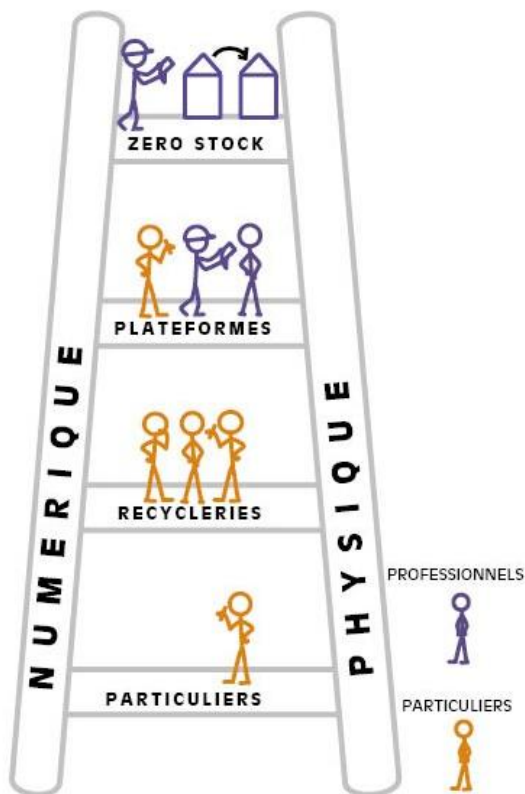 ZERO STOCK
PLATEFORMES
RECYCLERIES
PARTICULIERS
NUMERIQUE
PHYSIQUE
PROFESSIONNELS
PARTICULIERS